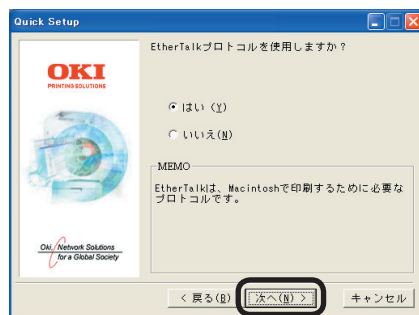 Quick Setup
EtherTalkプロトコルを使用しますか？
OKI
PRINTING SOLUTIONS
はい (Y)
いいえ(N)
MEMO
EtherTalkは、Macintoshで印刷するために必要な
プロトコルです。
Oki, Network Solutions
for a Global Society
< 戻る(B)
次へ(N) >
キャンセル